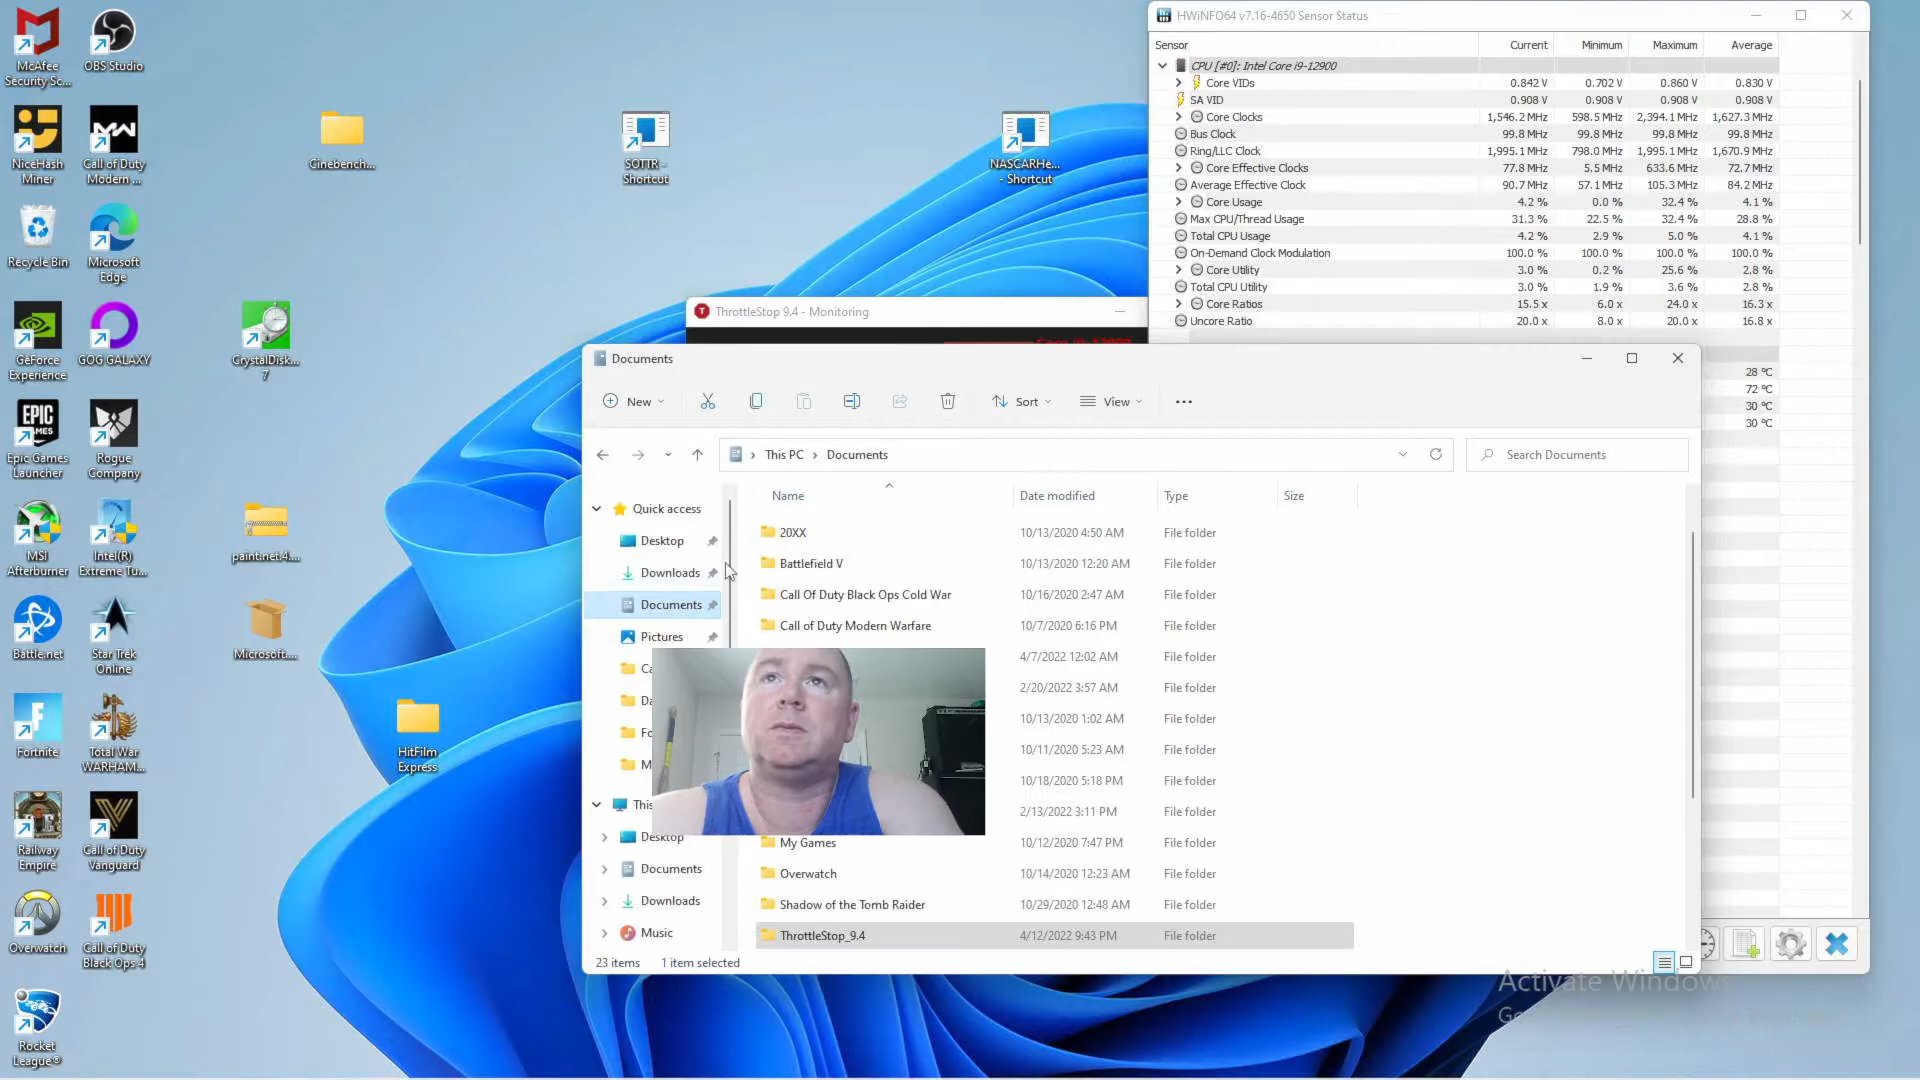 McAfee
Security Sc...
OBS Studio
NiceHash
Miner
Call of Duty
Modern ...
Recycle Bin
Microsoft
Edge
GeForce
Experience
GOG GALAXY
Epic Games
Launcher
Rogue
Company
MSI
Afterburner
Intel(R)
Extreme Tu...
Battle.net
Star Trek
Online
Fortnite
Total War
WARHAM...
Railway
Empire
Call of Duty
Vanguard
Overwatch
Call of Duty
Black Ops 4
Rocket
League®
Cinebench...
SOTTR -
Shortcut
NASCARHe...
- Shortcut
CrystalDisk...
7
paint.net.4....
Microsoft....
HitFilm
Express
ThrottleStop 9.4 - Monitoring
HWiNFO64 v7.16-4650 Sensor Status
Sensor Current Minimum Maximum Average
CPU [#0]: Intel Core i9-12900
Core VIDs 0.842 V 0.702 V 0.860 V 0.830 V
SA VID 0.908 V 0.908 V 0.908 V 0.908 V
Core Clocks 1,546.2 MHz 598.5 MHz 2,394.1 MHz 1,627.3 MHz
Bus Clock 99.8 MHz 99.8 MHz 99.8 MHz 99.8 MHz
Ring/LLC Clock 1,995.1 MHz 798.0 MHz 1,995.1 MHz 1,670.9 MHz
Core Effective Clocks 77.8 MHz 5.5 MHz 633.6 MHz 72.7 MHz
Average Effective Clock 90.7 MHz 57.1 MHz 105.3 MHz 84.2 MHz
Core Usage 4.2 % 0.0 % 32.4 % 4.1 %
Max CPU/Thread Usage 31.3 % 22.5 % 32.4 % 28.8 %
Total CPU Usage 4.2 % 2.9 % 5.0 % 4.1 %
On-Demand Clock Modulation 100.0 % 100.0 % 100.0 % 100.0 %
Core Utility 3.0 % 0.2 % 25.6 % 2.8 %
Total CPU Utility 3.0 % 1.9 % 3.6 % 2.8 %
Core Ratios 15.5 x 6.0 x 24.0 x 16.3 x
Uncore Ratio 20.0 x 8.0 x 20.0 x 16.8 x
28 °C
72 °C
30 °C
30 °C
Documents
New Sort View
This PC > Documents
Search Documents
Name Date modified Type Size
Quick access
Desktop
Downloads
Documents
Pictures
Ca
Da
Fo
M
This
Desktop
Documents
Downloads
Music
20XX 10/13/2020 4:50 AM File folder
Battlefield V 10/13/2020 12:20 AM File folder
Call Of Duty Black Ops Cold War 10/16/2020 2:47 AM File folder
Call of Duty Modern Warfare 10/7/2020 6:16 PM File folder
4/7/2022 12:02 AM File folder
2/20/2022 3:57 AM File folder
10/13/2020 1:02 AM File folder
10/11/2020 5:23 AM File folder
10/18/2020 5:18 PM File folder
2/13/2022 3:11 PM File folder
My Games 10/12/2020 7:47 PM File folder
Overwatch 10/14/2020 12:23 AM File folder
Shadow of the Tomb Raider 10/29/2020 12:48 AM File folder
ThrottleStop_9.4 4/12/2022 9:43 PM File folder
23 items 1 item selected
Activate Windows